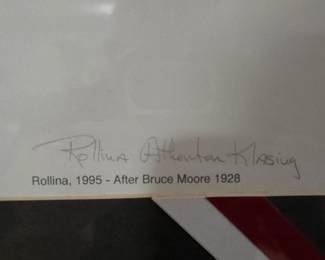 Rollina Atherton Klasing
Rollina, 1995 - After Bruce Moore 1928